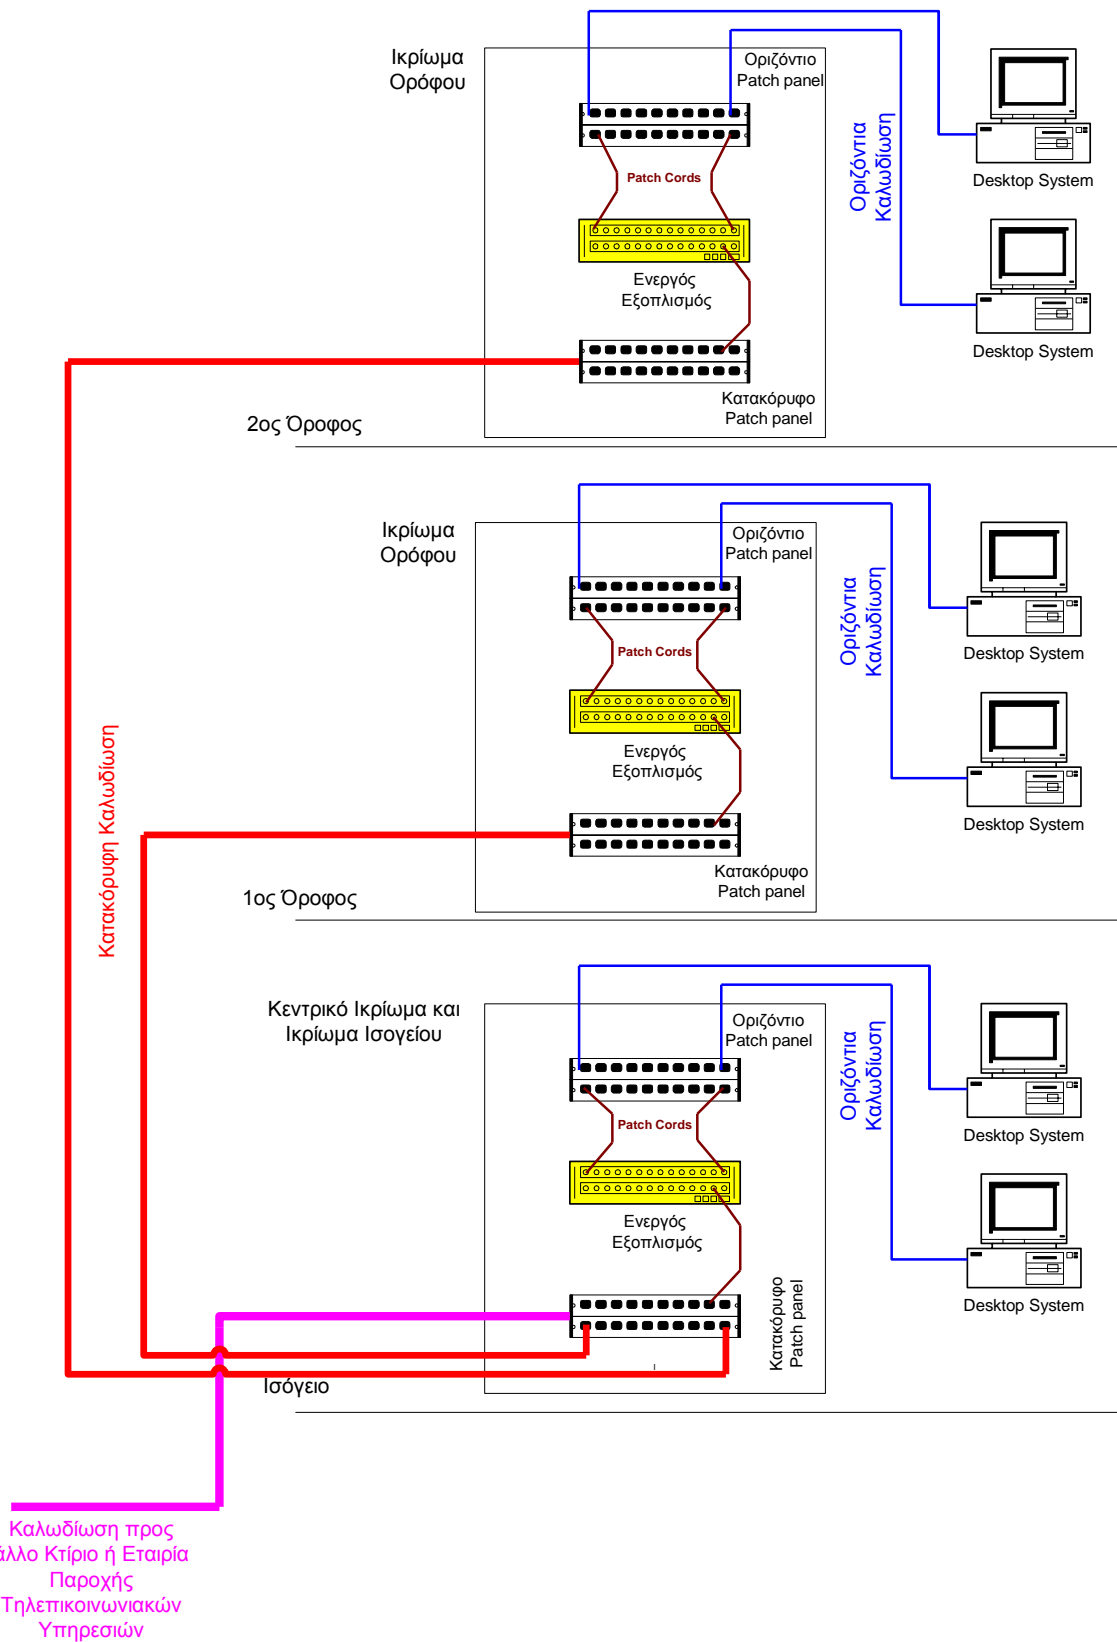 Ικρίωμα
Ορόφου
Οριζόντιο
Patch panel
Patch Cords
Ενεργός
Εξοπλισμός
Κατακόρυφο
Patch panel
Οριζόντια
Καλωδίωση
Desktop System
Desktop System
2ος Όροφος
Ικρίωμα
Ορόφου
Οριζόντιο
Patch panel
Patch Cords
Ενεργός
Εξοπλισμός
Κατακόρυφο
Patch panel
Οριζόντια
Καλωδίωση
Desktop System
Desktop System
Κατακόρυφη Καλωδίωση
1ος Όροφος
Κεντρικό Ικρίωμα και
Ικρίωμα Ισογείου
Οριζόντιο
Patch panel
Patch Cords
Ενεργός
Εξοπλισμός
Κατακόρυφο
Patch panel
Οριζόντια
Καλωδίωση
Desktop System
Desktop System
Ισόγειο
Καλωδίωση προς
άλλο Κτίριο ή Εταιρία
Παροχής
Τηλεπικοινωνιακών
Υπηρεσιών